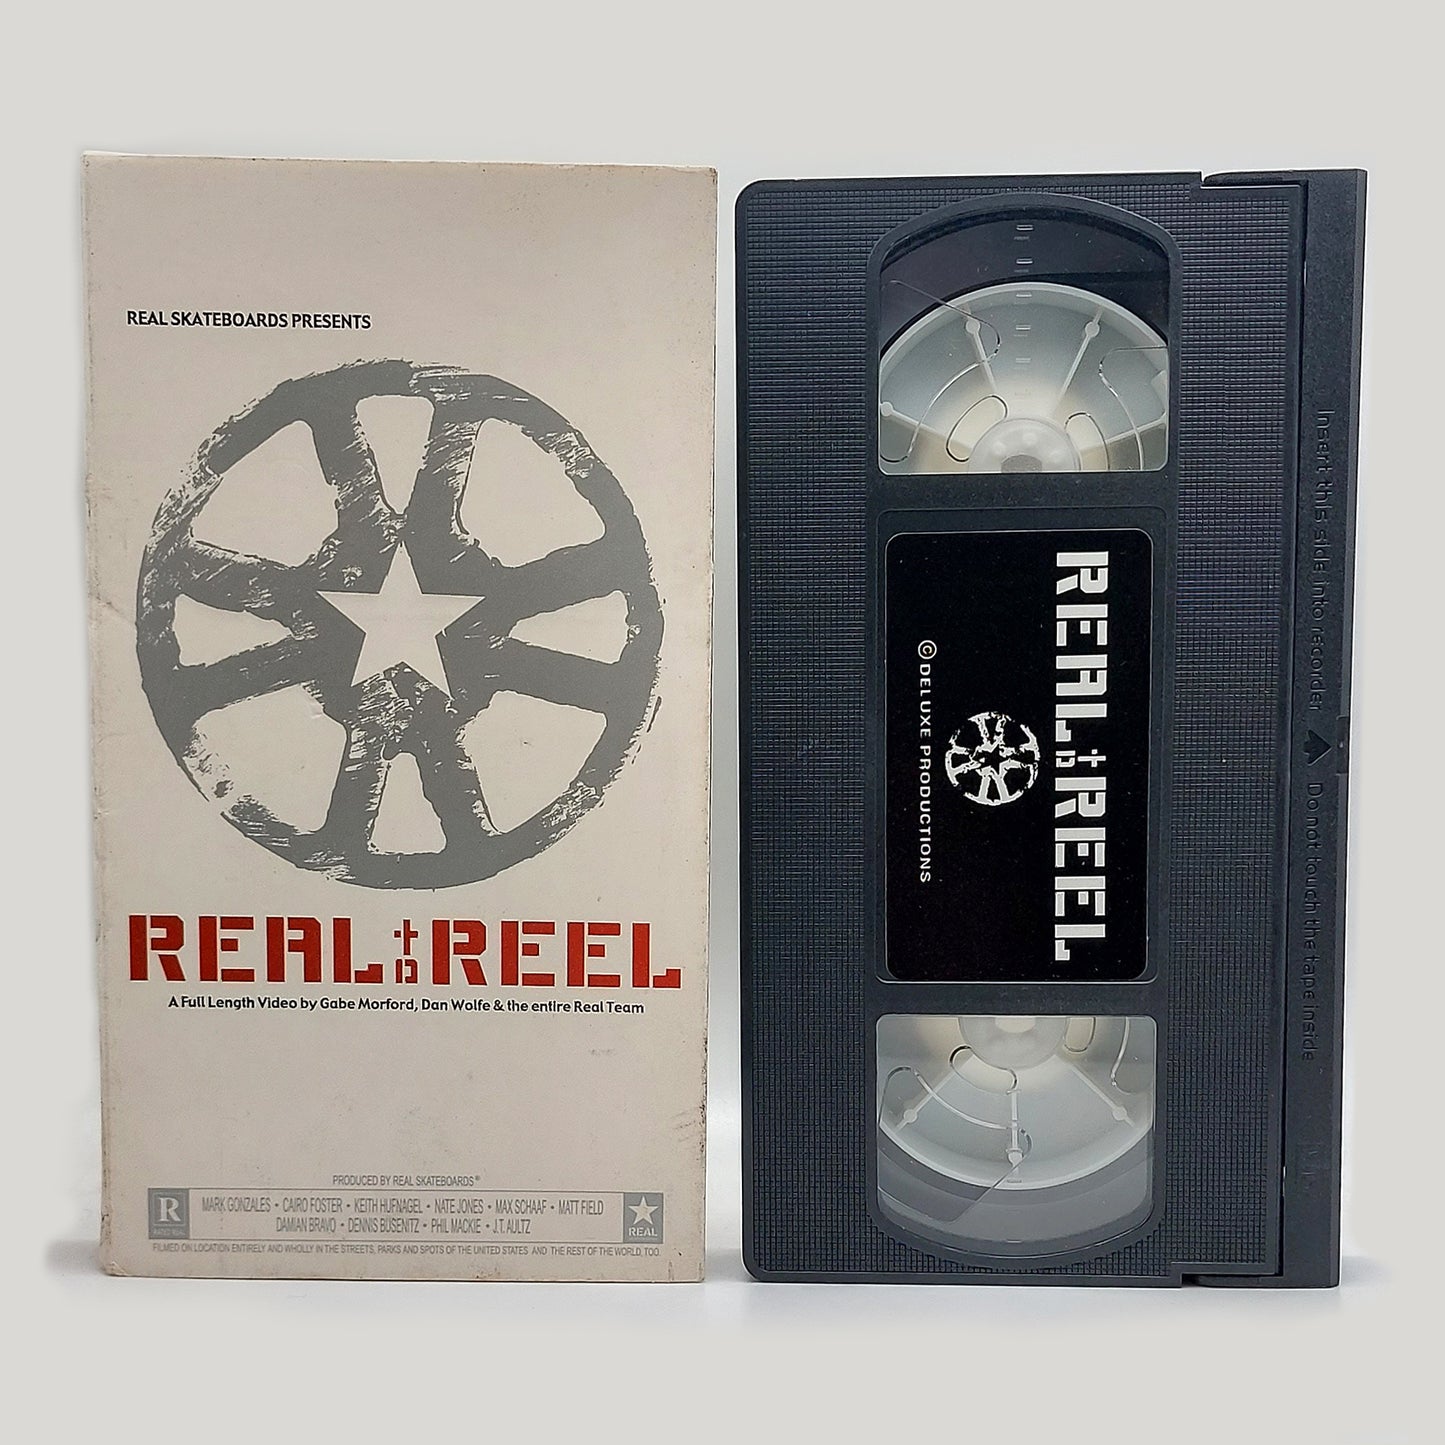 REAL SKATEBOARDS PRESENTS
REAL to REEL
A Full Length Video by Gabe Morford, Dan Wolfe & the entire Real Team
PRODUCED BY REAL SKATEBOARDS®
R
RATED REAL
MARK GONZALES • CAIRO FOSTER • KEITH HUFNAGEL • NATE JONES • MAX SCHAAF • MATT FIELD
DAMIAN BRAVO • DENNIS BUSENITZ • PHIL MACKIE • J.T. AULTZ
REAL
FILMED ON LOCATION ENTIRELY AND WHOLLY IN THE STREETS, PARKS AND SPOTS OF THE UNITED STATES AND THE REST OF THE WORLD, TOO.
REAL to REEL
© DELUXE PRODUCTIONS
Insert this side into recorder
Do not touch the tape inside